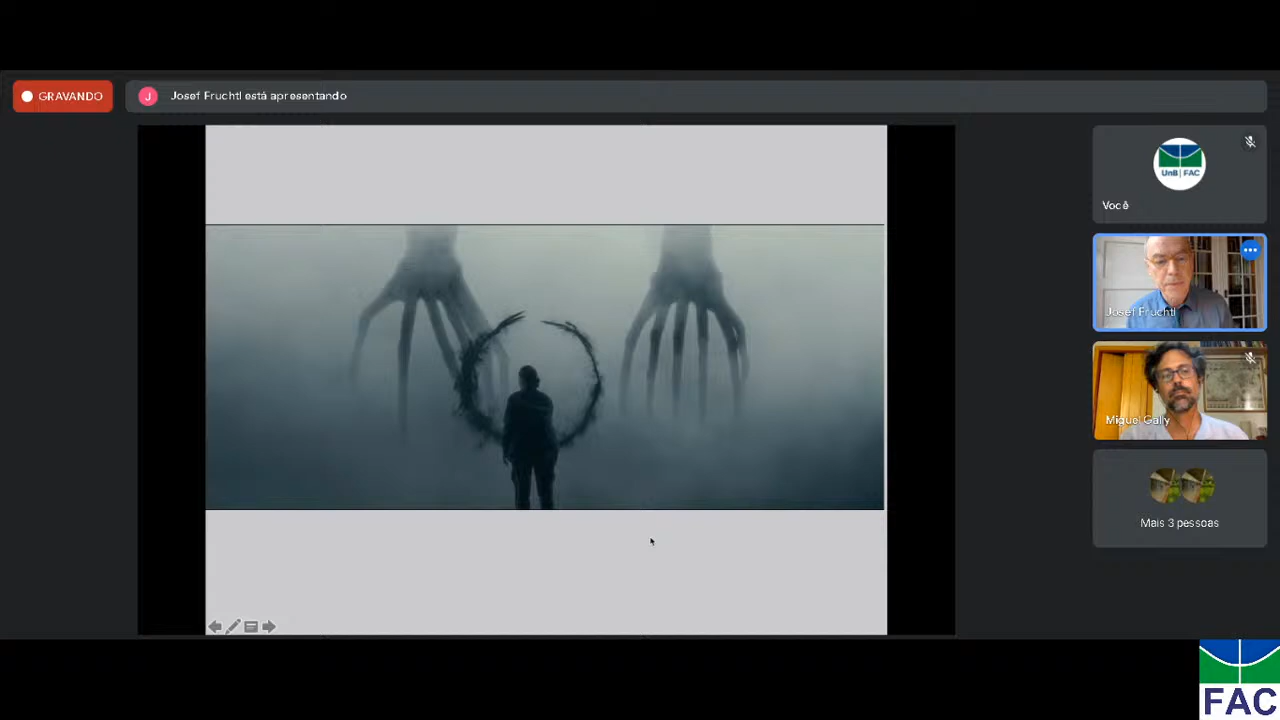 GRAVANDO
J
Josef Fruchtl está apresentando
UnB | FAC
Você
Josef Fruchtl
Miguel Gally
Mais 3 pessoas
FAC